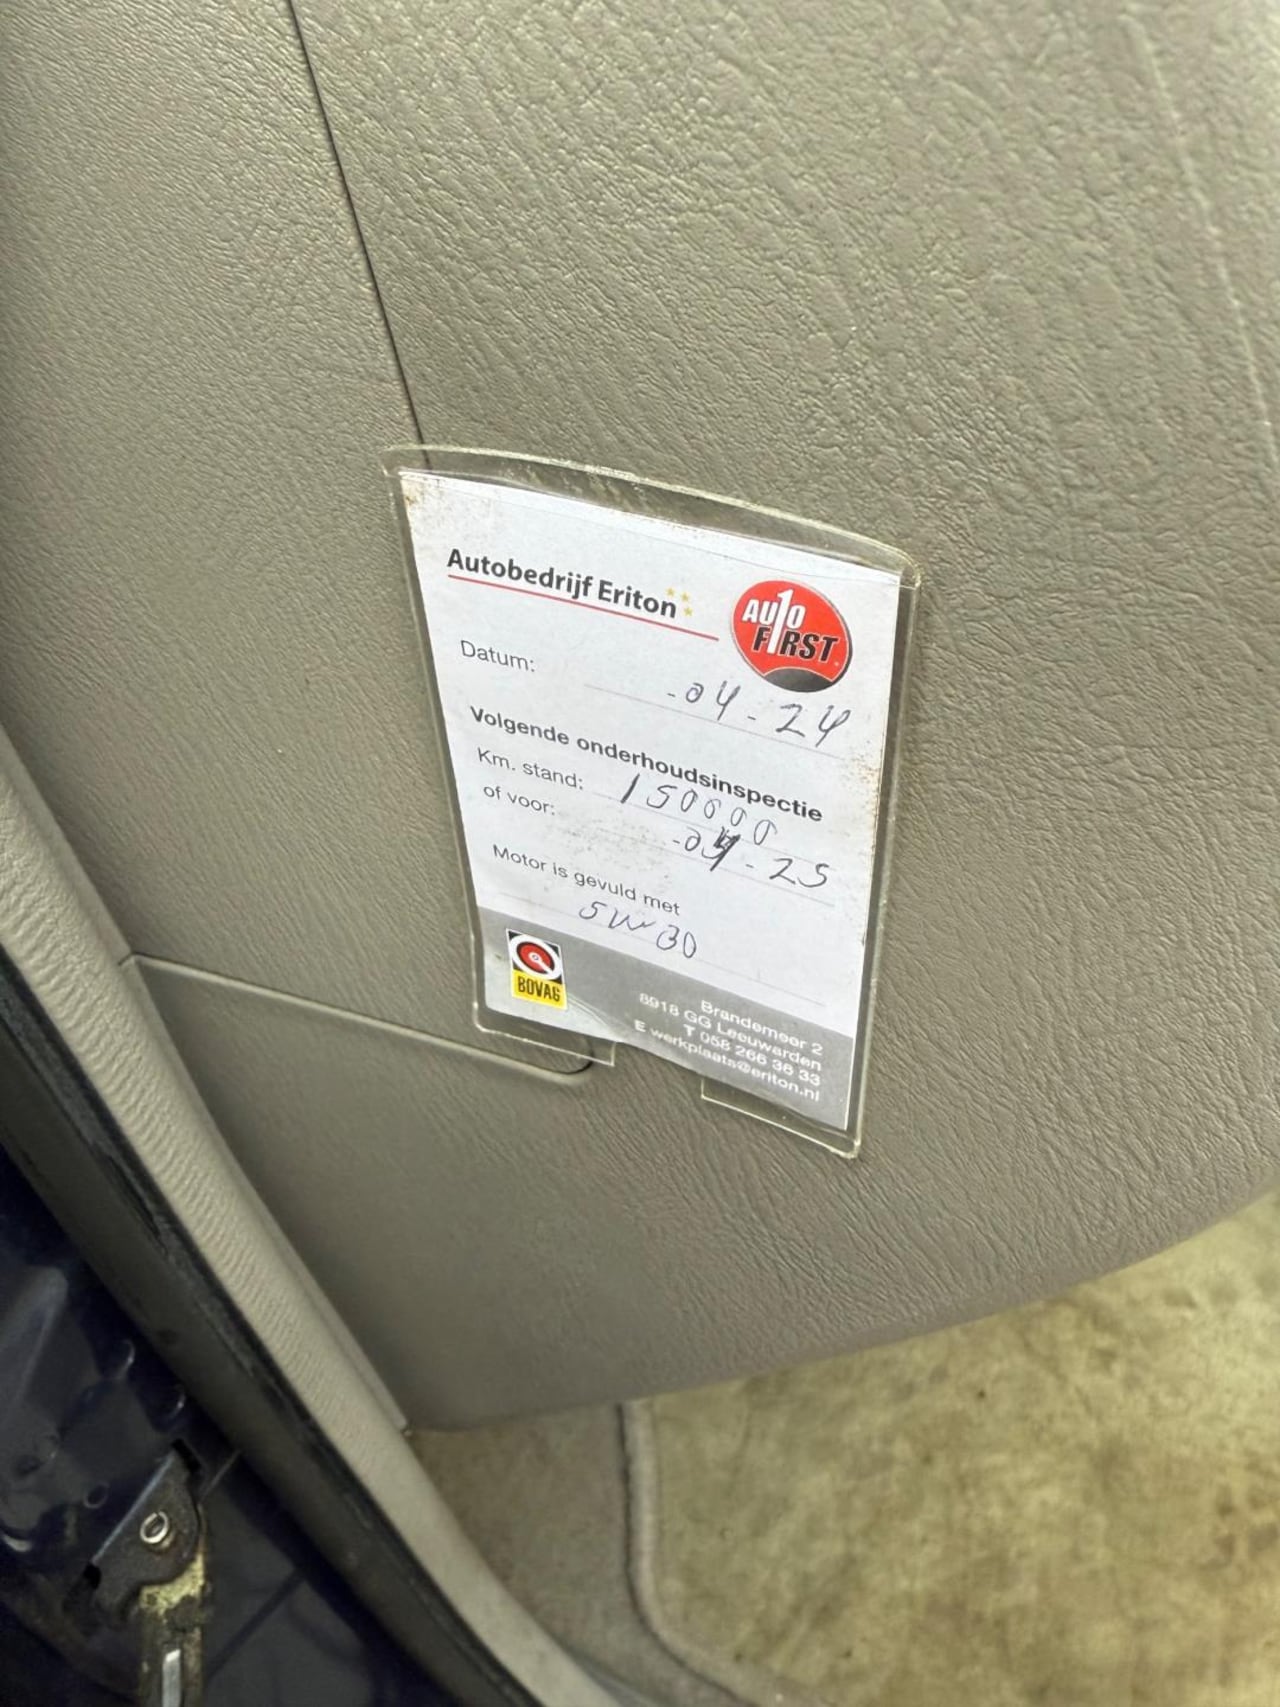 Autobedrijf Eriton
AUTO
FIRST
Datum: -04-24
Volgende onderhoudsinspectie
Km. stand: 150000
of voor: -04-25
Motor is gevuld met
5W30
BOVAG
Brandemeer 2
8918 GG Leeuwarden
T 058 266 36 33
E werkplaats@eriton.nl